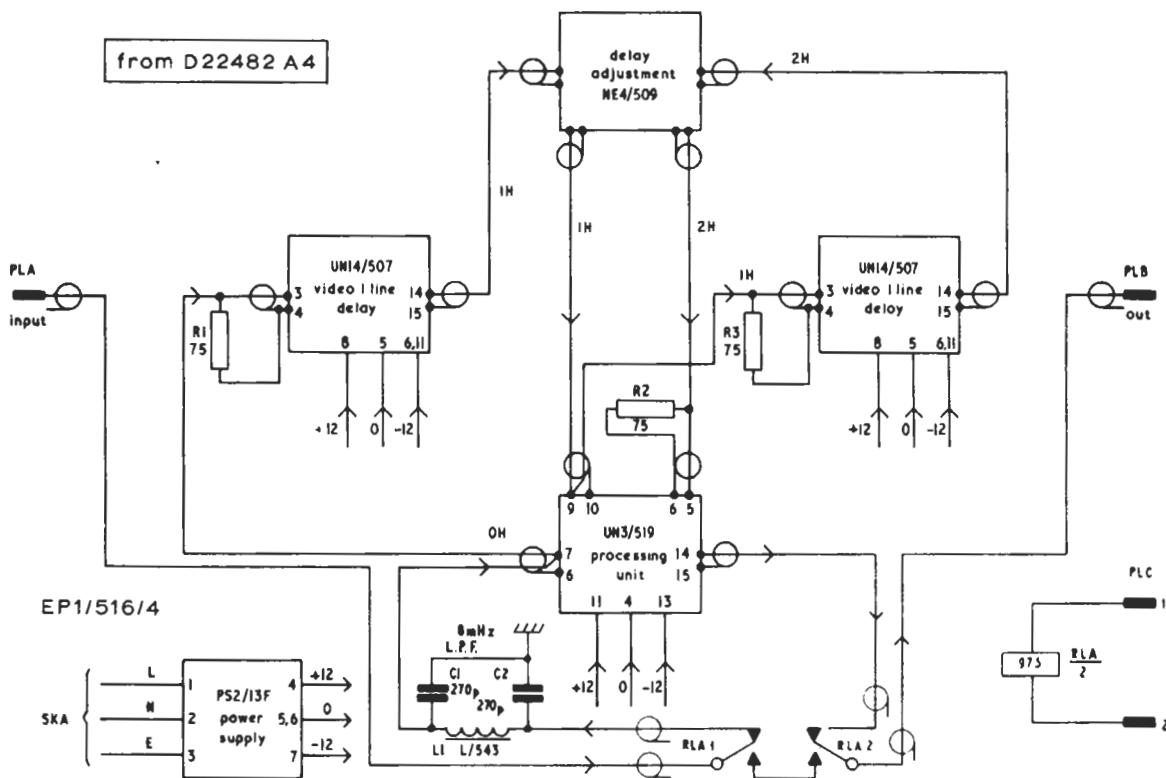 from D22482 A4
delay
adjustment
NE4/509
2H
1H
1H
2H
PLA
input
UN14/507
video 1 line
delay
3
4
14
15
8
5
6,11
R1
75
+12
0
-12
1H
R3
75
UN14/507
video 1 line
delay
3
4
14
15
8
5
6,11
+12
0
-12
PLB
out
R2
75
9
10
6
5
0H
UN3/519
processing
unit
7
6
14
15
11
4
13
+12
0
-12
EP1/516/4
6mHz
L.P.F.
C1
270p
C2
270p
L1
L/543
SKA
L
N
E
1
2
3
PS2/13F
power
supply
4
5,6
7
+12
0
-12
RLA 1
RLA 2
PLC
1
2
975
RLA
2